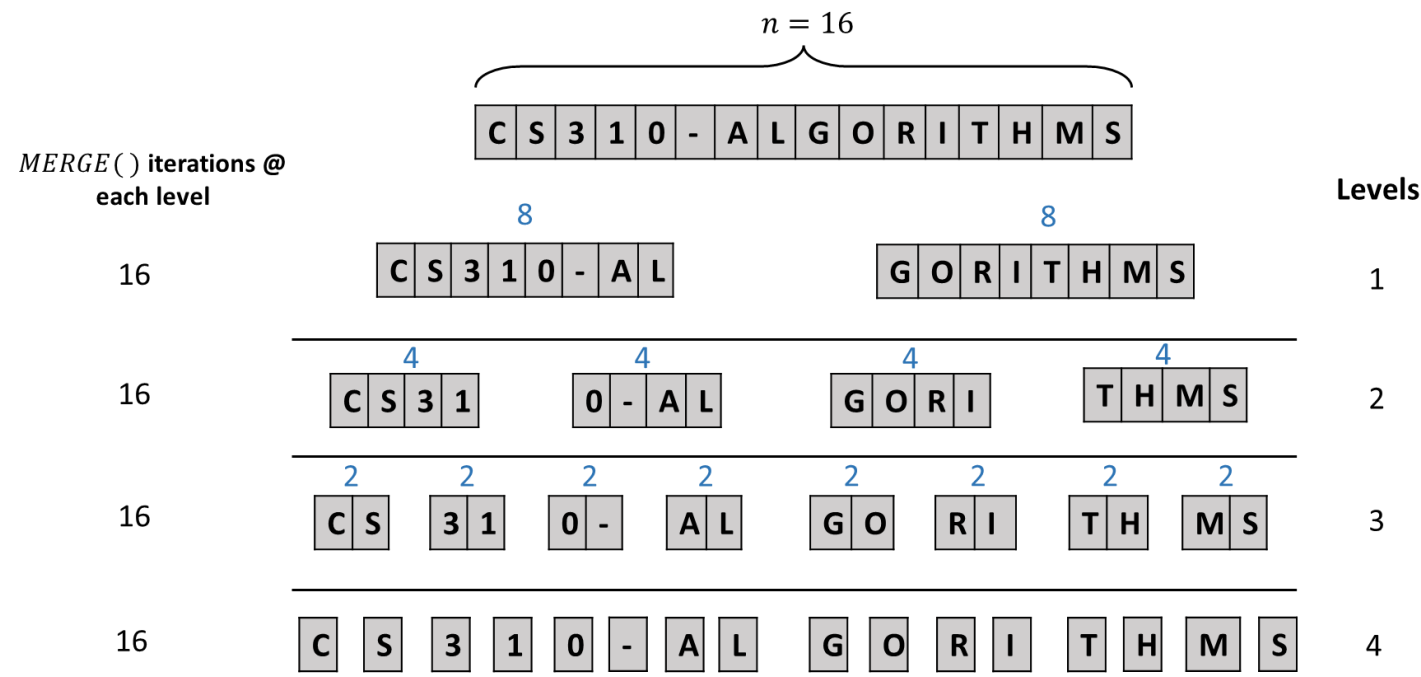 n = 16
C S 3 1 0 - A L G O R I T H M S
MERGE( ) iterations @
each level
Levels
8 8
16 C S 3 1 0 - A L G O R I T H M S 1
4 4 4 4
16 C S 3 1 0 - A L G O R I T H M S 2
2 2 2 2 2 2 2 2
16 C S 3 1 0 - A L G O R I T H M S 3
16 C S 3 1 0 - A L G O R I T H M S 4